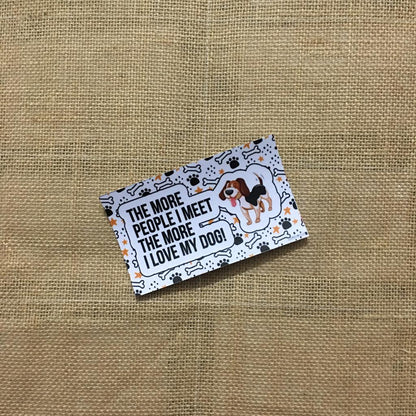 THE MORE
PEOPLE I MEET
THE MORE
I LOVE MY DOG!